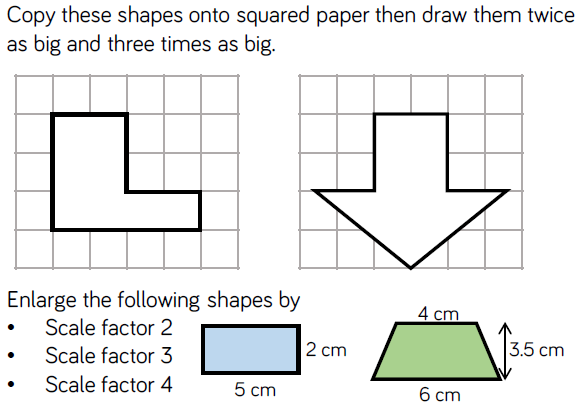 Copy these shapes onto squared paper then draw them twice
as big and three times as big.
Enlarge the following shapes by
• Scale factor 2
• Scale factor 3
• Scale factor 4
2 cm
5 cm
4 cm
3.5 cm
6 cm